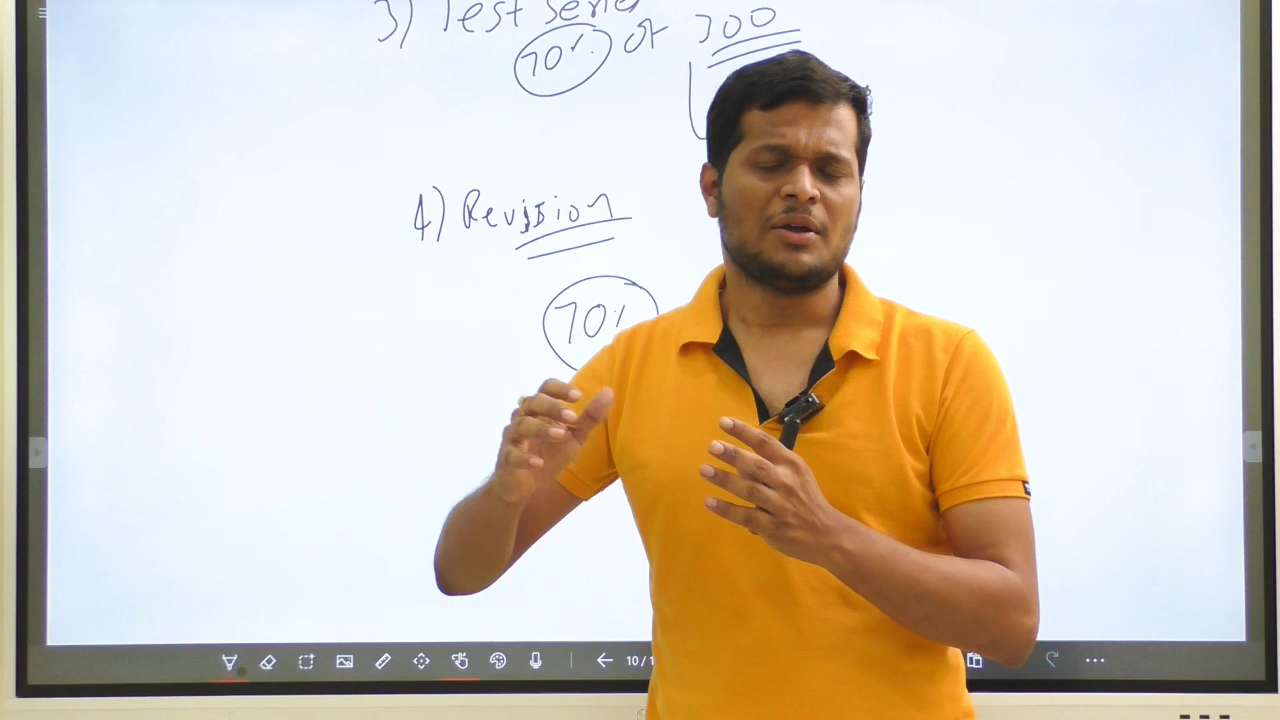 3) Test series
70% of 300
4) Revision
70%
10/1